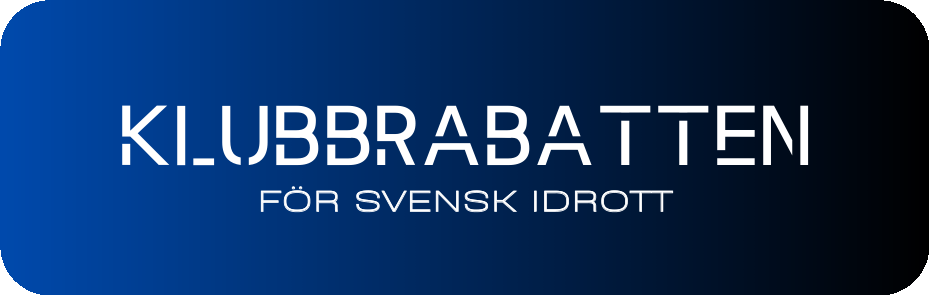 KLUBBRABATTEN
FÖR SVENSK IDROTT